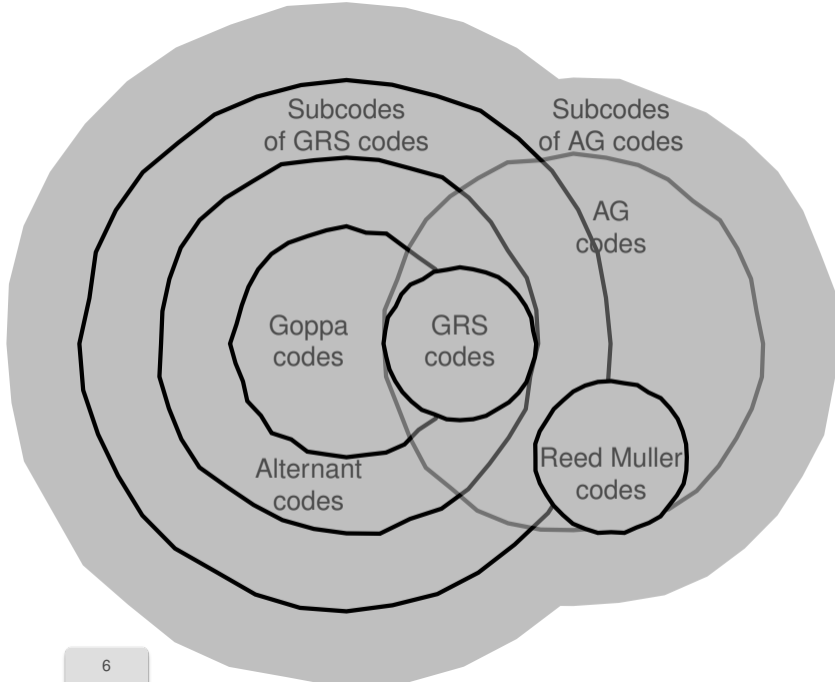 Subcodes
of GRS codes
Subcodes
of AG codes
AG
codes
Goppa
codes
GRS
codes
Alternant
codes
Reed Muller
codes
6